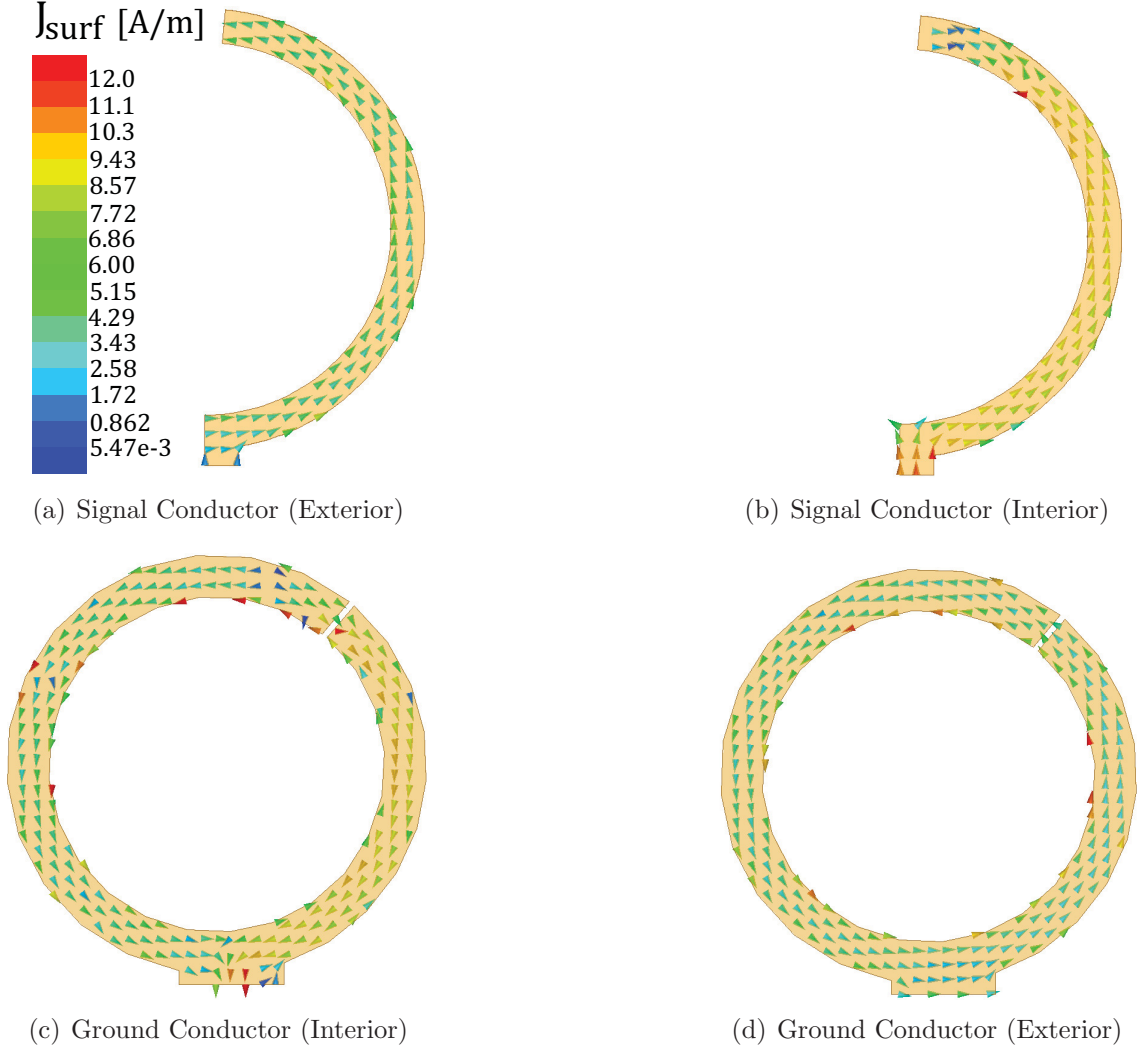 Jsurf [A/m]
12.0
11.1
10.3
9.43
8.57
7.72
6.86
6.00
5.15
4.29
3.43
2.58
1.72
0.862
5.47e-3
(a) Signal Conductor (Exterior)
(b) Signal Conductor (Interior)
(c) Ground Conductor (Interior)
(d) Ground Conductor (Exterior)